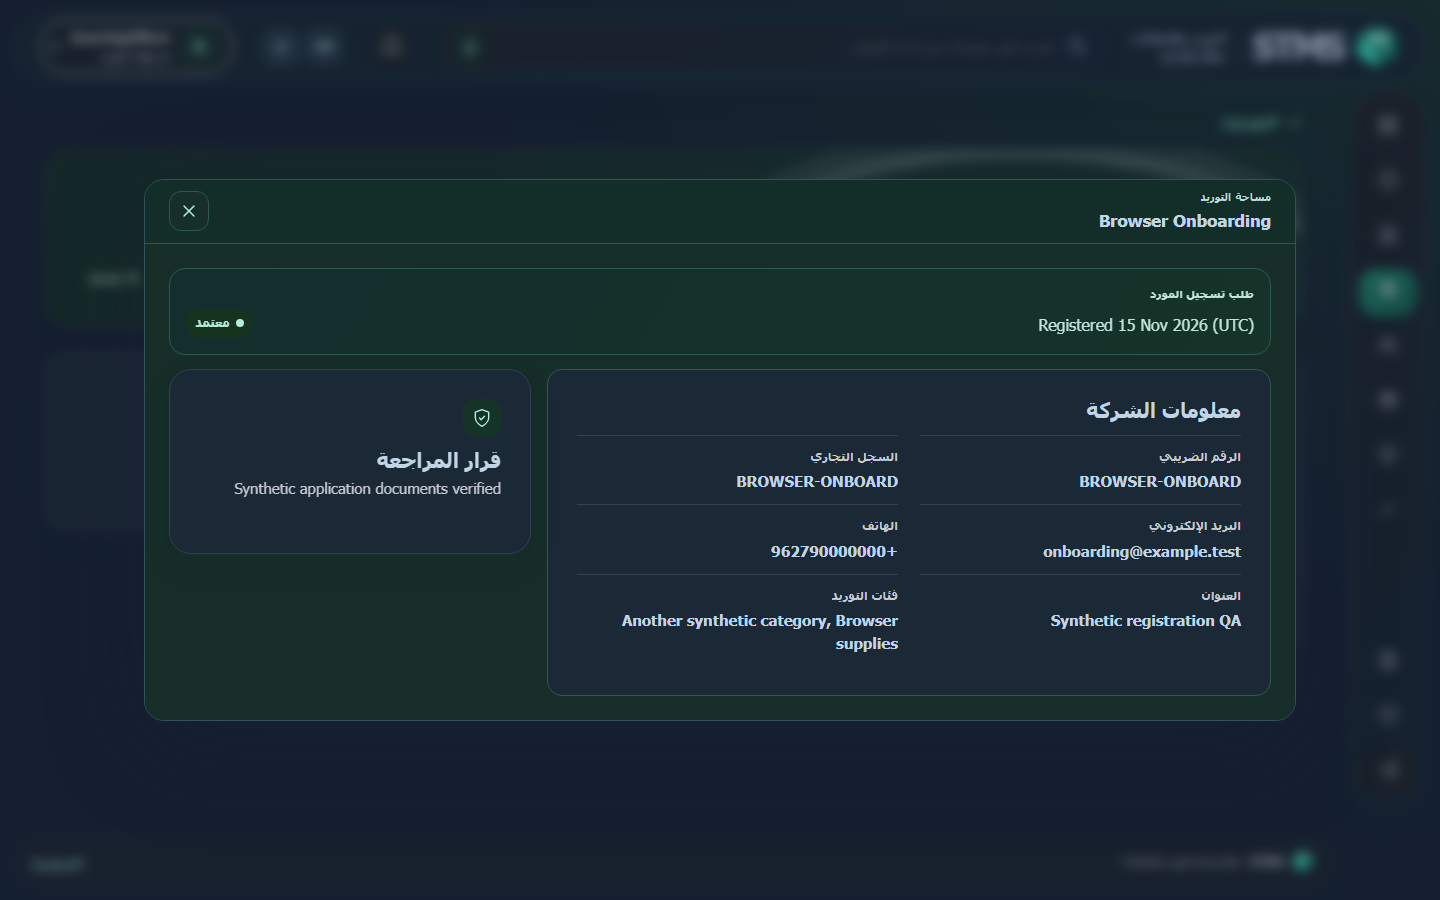 STMS
مساحة التوريد
Browser Onboarding
طلب تسجيل المورد
Registered 15 Nov 2026 (UTC)
معتمد
معلومات الشركة
الرقم الضريبي
BROWSER-ONBOARD
السجل التجاري
BROWSER-ONBOARD
البريد الإلكتروني
onboarding@example.test
الهاتف
962790000000+
العنوان
Synthetic registration QA
فئات التوريد
Another synthetic category, Browser
supplies
قرار المراجعة
Synthetic application documents verified